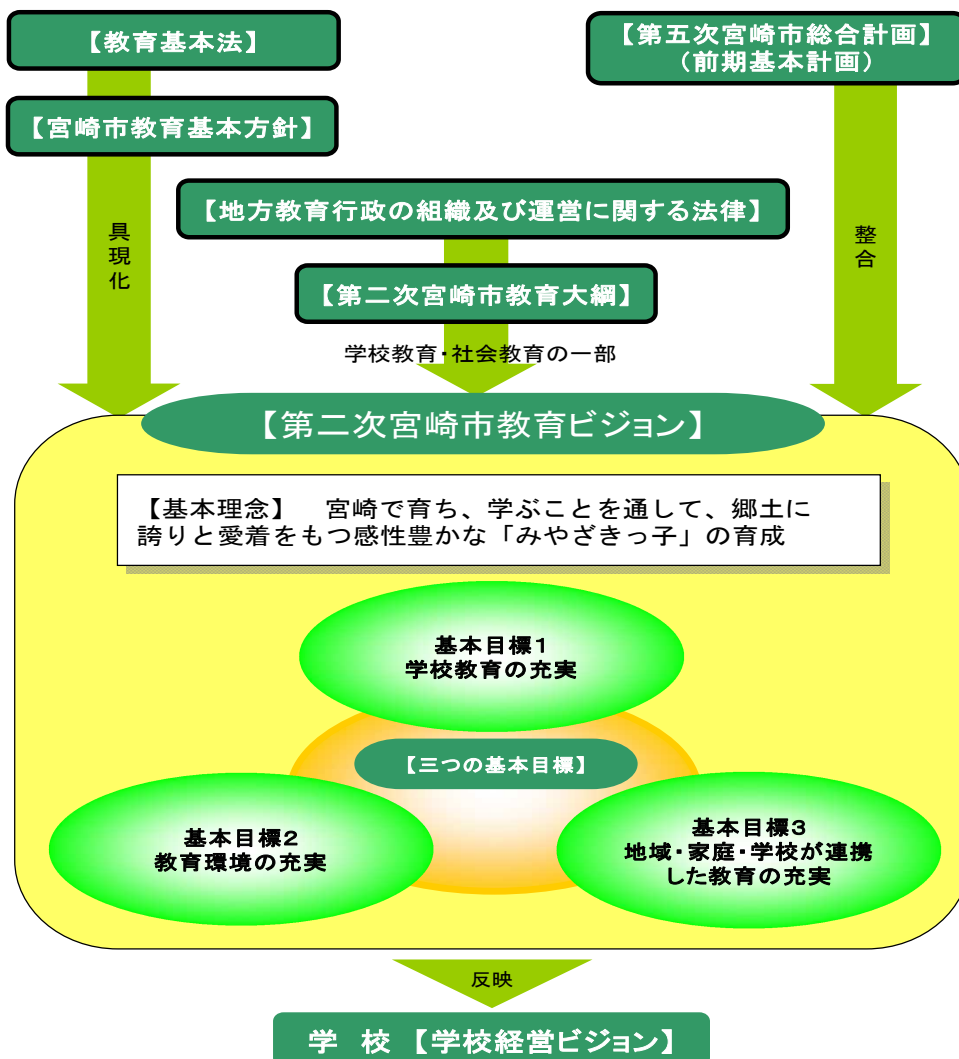 【教育基本法】
【第五次宮崎市総合計画】
（前期基本計画）
【宮崎市教育基本方針】
【地方教育行政の組織及び運営に関する法律】
具現化
整合
【第二次宮崎市教育大綱】
学校教育・社会教育の一部
【第二次宮崎市教育ビジョン】
【基本理念】　宮崎で育ち、学ぶことを通して、郷土に
誇りと愛着をもつ感性豊かな「みやざきっ子」の育成
基本目標１
学校教育の充実
【三つの基本目標】
基本目標２
教育環境の充実
基本目標３
地域・家庭・学校が連携
した教育の充実
反映
学　校　【学校経営ビジョン】